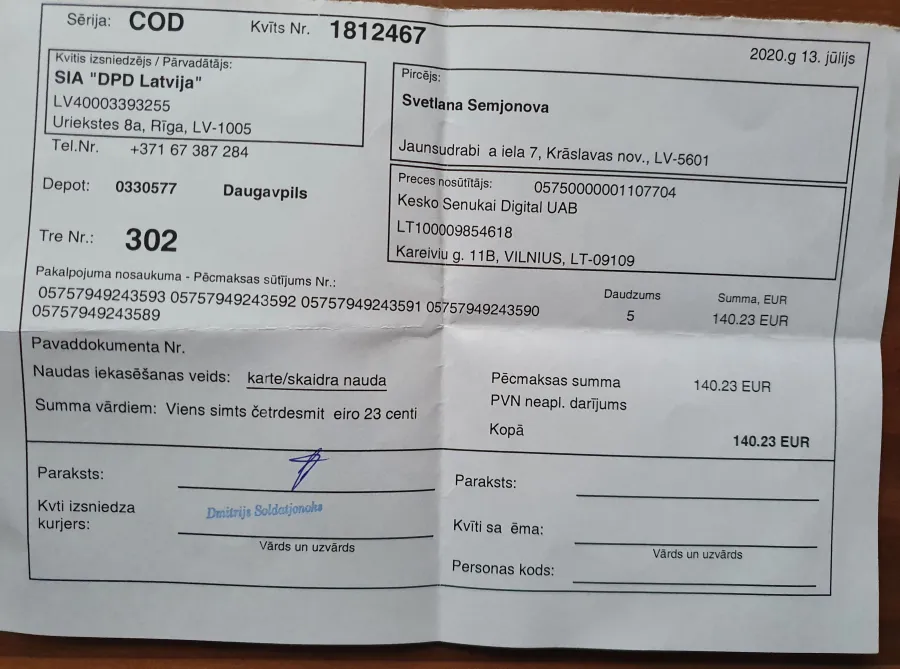 Sērija: COD Kvīts Nr. 1812467
2020.g 13. jūlijs
Kvītis izsniedzējs / Pārvadātājs:
SIA "DPD Latvija"
LV40003393255
Uriekstes 8a, Rīga, LV-1005
Tel.Nr. +371 67 387 284
Pircējs:
Svetlana Semjonova
Jaunsudrabi a iela 7, Krāslavas nov., LV-5601
Depot: 0330577 Daugavpils
Tre Nr.: 302
Preces nosūtītājs: 05750000001107704
Kesko Senukai Digital UAB
LT100009854618
Kareiviu g. 11B, VILNIUS, LT-09109
Pakalpojuma nosaukuma - Pēcmaksas sūtījums Nr.:
Daudzums Summa, EUR
05757949243593 05757949243592 05757949243591 05757949243590
05757949243589
5 140.23 EUR
Pavaddokumenta Nr.
Naudas iekasēšanas veids: karte/skaidra nauda
Summa vārdiem: Viens simts četrdesmit eiro 23 centi
Pēcmaksas summa 140.23 EUR
PVN neapl. darījums
Kopā 140.23 EUR
Paraksts:
Kvti izsniedza
kurjers:
Dmitrijs Soldatjonoks
Vārds un uzvārds
Paraksts:
Kvīti sa ēma:
Vārds un uzvārds
Personas kods: